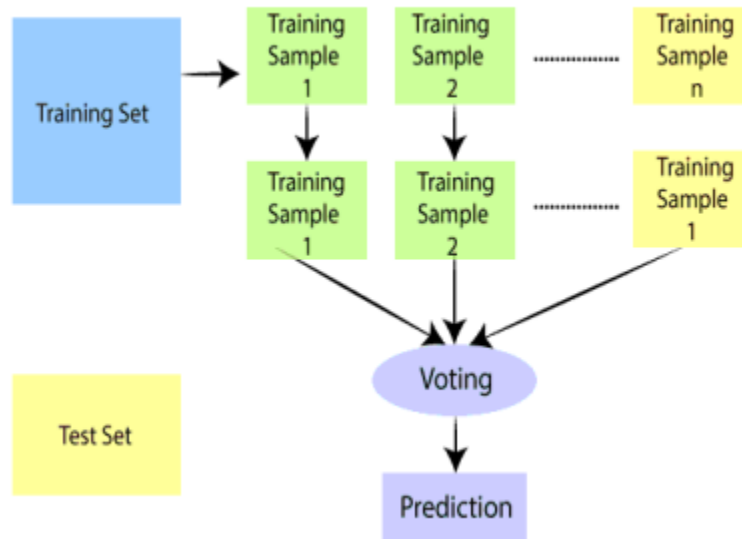 Training Set
Training
Sample
1
Training
Sample
2
Training
Sample
n
Training
Sample
1
Training
Sample
2
Training
Sample
1
Voting
Test Set
Prediction